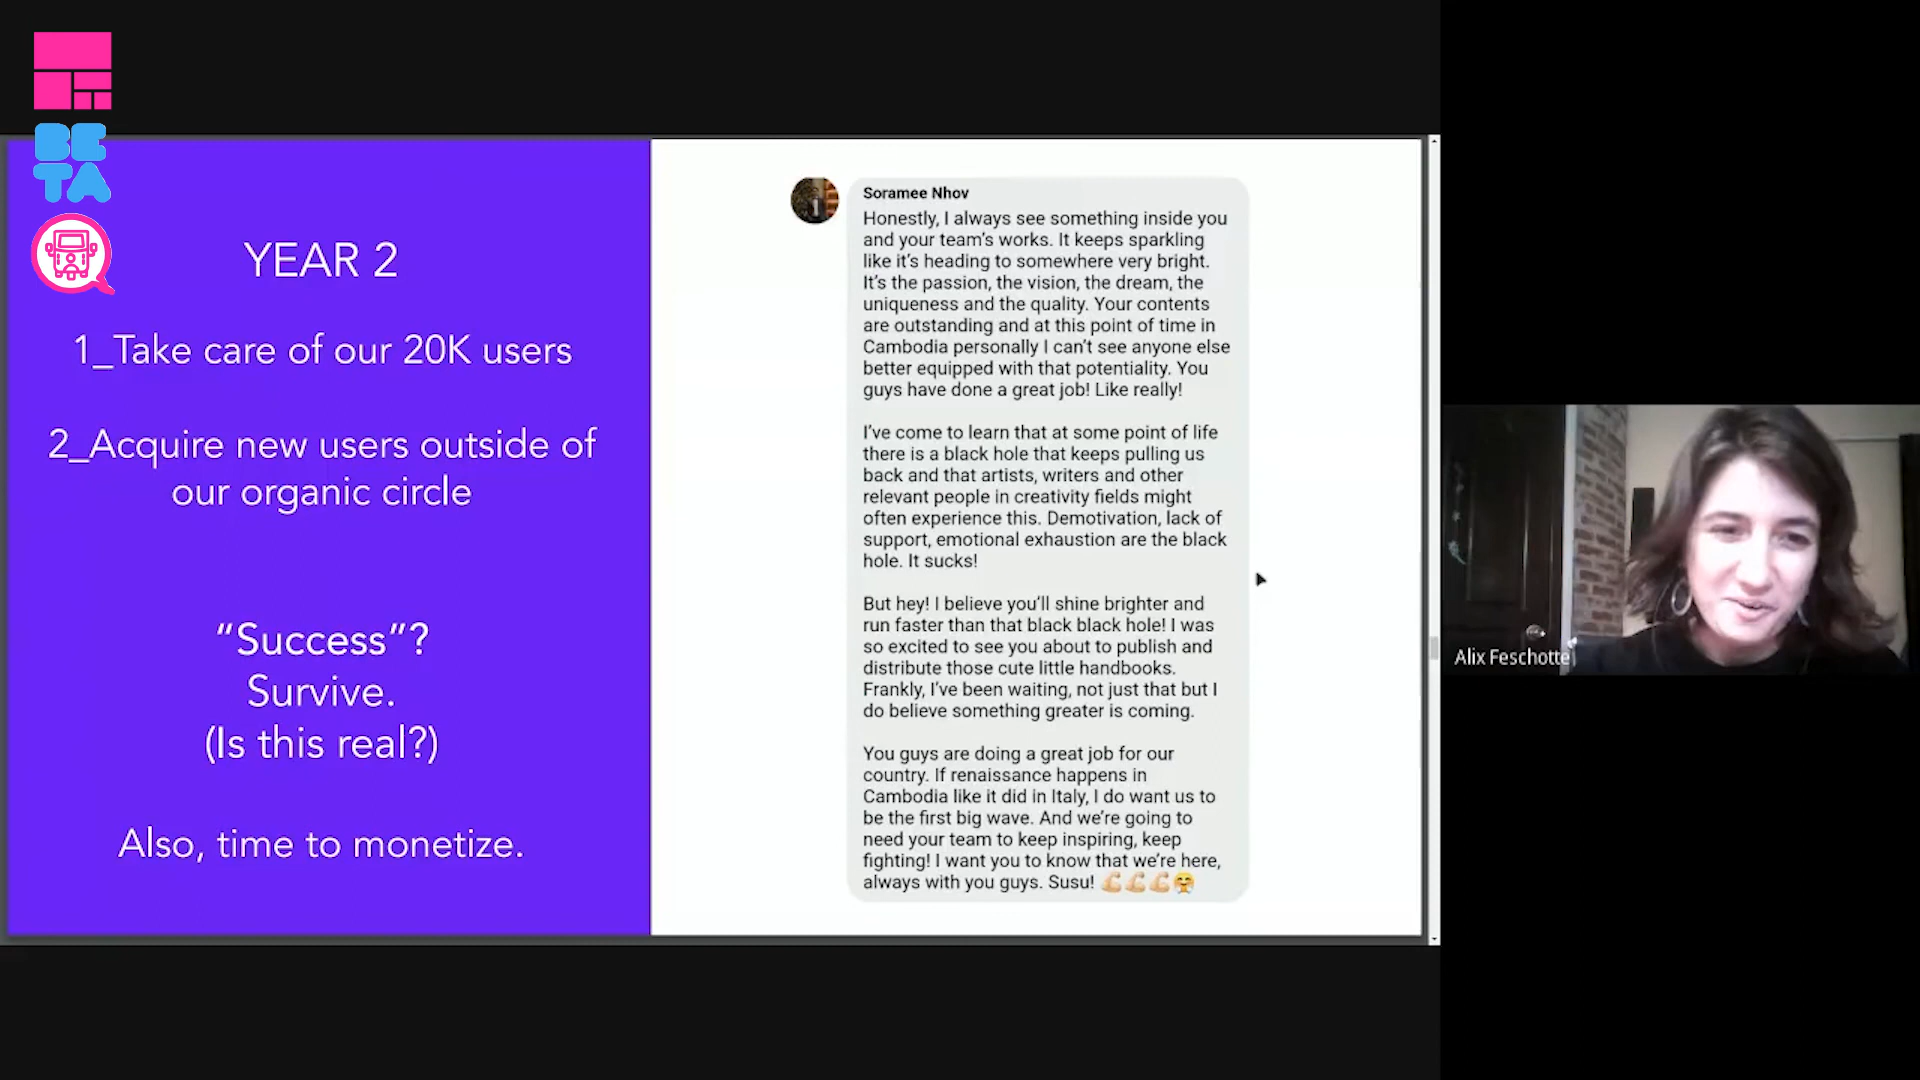 BE
TA
YEAR 2
1_Take care of our 20K users
2_Acquire new users outside of
our organic circle
“Success”?
Survive.
(Is this real?)
Also, time to monetize.
Soramee Nhov
Honestly, I always see something inside you
and your team’s works. It keeps sparkling
like it’s heading to somewhere very bright.
It’s the passion, the vision, the dream, the
uniqueness and the quality. Your contents
are outstanding and at this point of time in
Cambodia personally I can’t see anyone else
better equipped with that potentiality. You
guys have done a great job! Like really!
I’ve come to learn that at some point of life
there is a black hole that keeps pulling us
back and that artists, writers and other
relevant people in creativity fields might
often experience this. Demotivation, lack of
support, emotional exhaustion are the black
hole. It sucks!
But hey! I believe you’ll shine brighter and
run faster than that black black hole! I was
so excited to see you about to publish and
distribute those cute little handbooks.
Frankly, I’ve been waiting, not just that but I
do believe something greater is coming.
You guys are doing a great job for our
country. If renaissance happens in
Cambodia like it did in Italy, I do want us to
be the first big wave. And we’re going to
need your team to keep inspiring, keep
fighting! I want you to know that we’re here,
always with you guys. Susu! 💪🏻💪🏻💪🏻🤗
Alix Feschotte